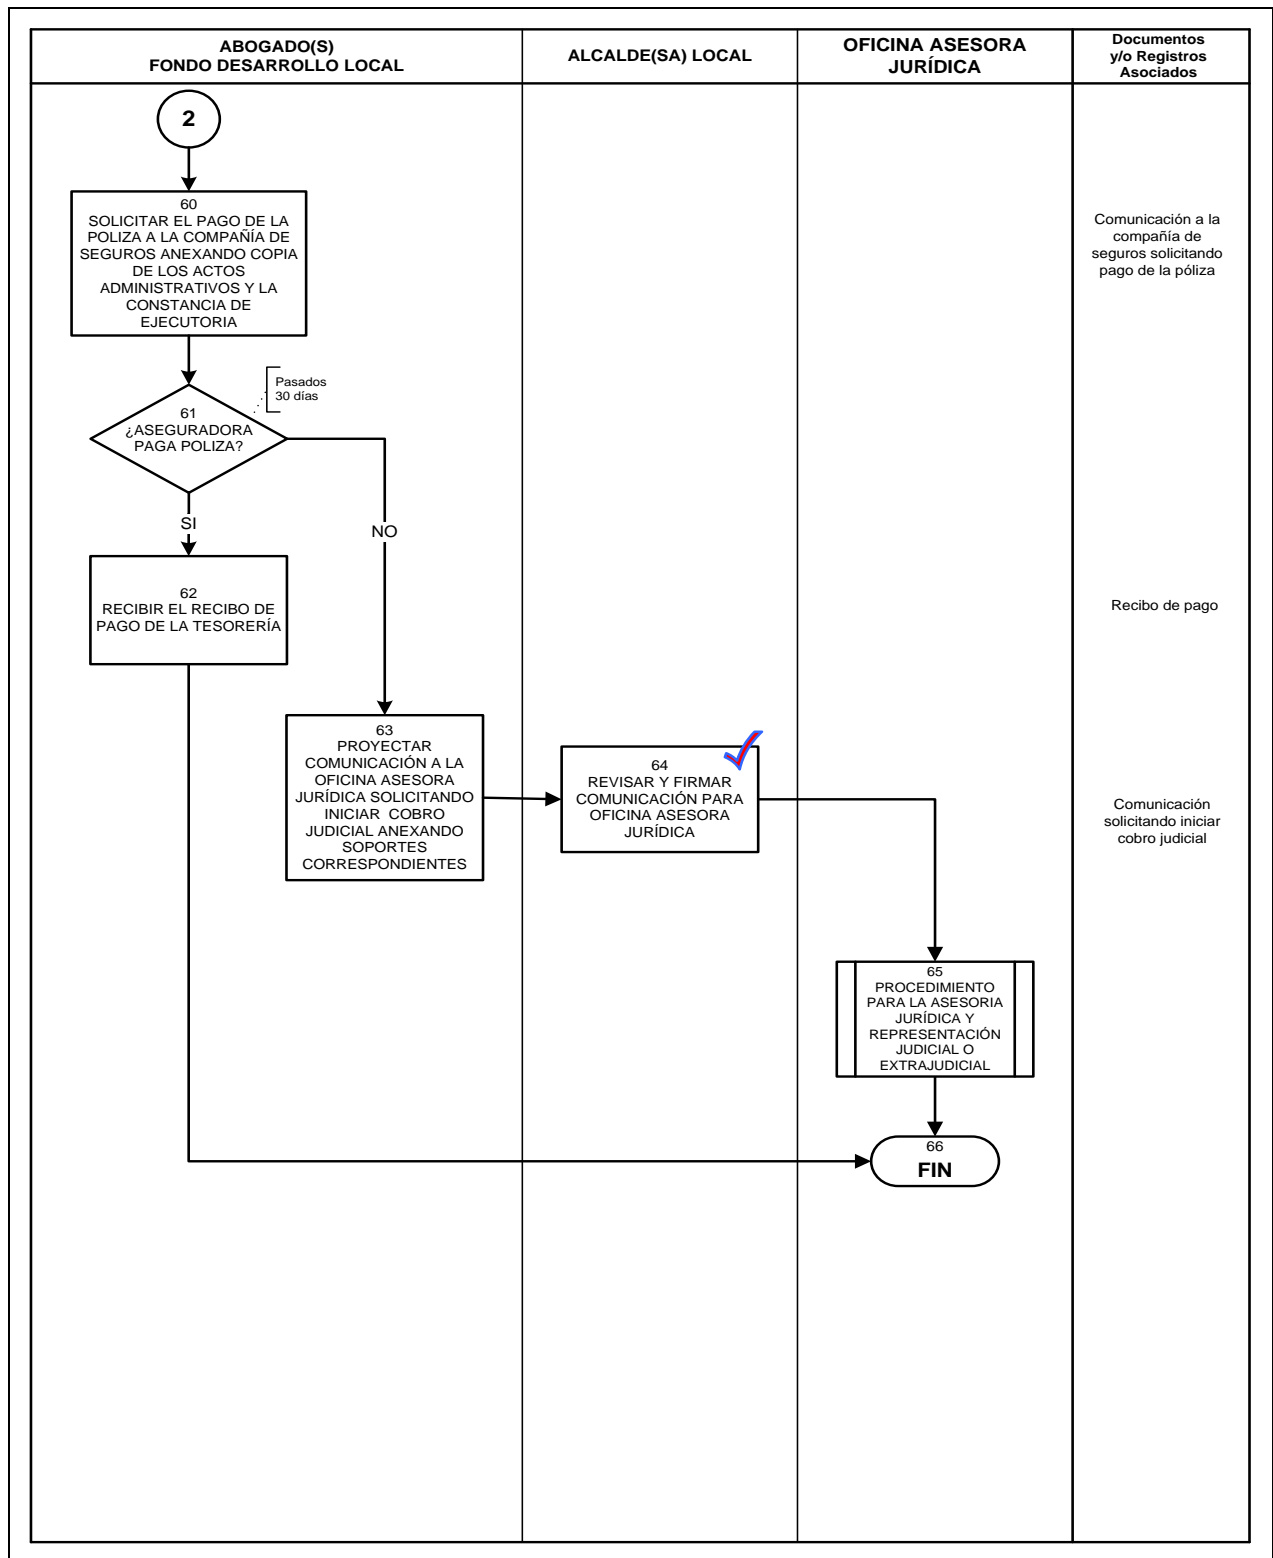 ABOGADO(S)
FONDO DESARROLLO LOCAL
ALCALDE(SA) LOCAL
OFICINA ASESORA
JURÍDICA
Documentos
y/o Registros
Asociados
2
60
SOLICITAR EL PAGO DE LA
POLIZA A LA COMPAÑÍA DE
SEGUROS ANEXANDO COPIA
DE LOS ACTOS
ADMINISTRATIVOS Y LA
CONSTANCIA DE
EJECUTORIA
Comunicación a la
compañía de
seguros solicitando
pago de la póliza
Pasados
30 días
61
¿ASEGURADORA
PAGA POLIZA?
SI
NO
62
RECIBIR EL RECIBO DE
PAGO DE LA TESORERÍA
Recibo de pago
63
PROYECTAR
COMUNICACIÓN A LA
OFICINA ASESORA
JURÍDICA SOLICITANDO
INICIAR COBRO
JUDICIAL ANEXANDO
SOPORTES
CORRESPONDIENTES
64
REVISAR Y FIRMAR
COMUNICACIÓN PARA
OFICINA ASESORA
JURÍDICA
Comunicación
solicitando iniciar
cobro judicial
65
PROCEDIMIENTO
PARA LA ASESORIA
JURÍDICA Y
REPRESENTACIÓN
JUDICIAL O
EXTRAJUDICIAL
66
FIN